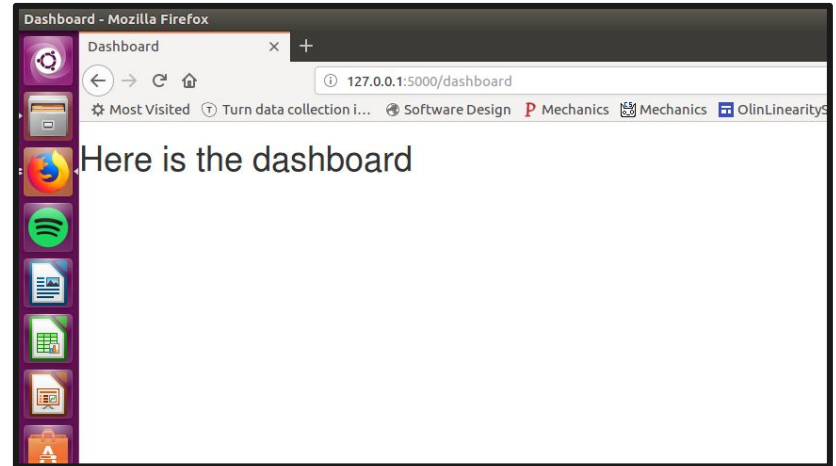 Dashboard - Mozilla Firefox
Dashboard × +
127.0.0.1:5000/dashboard
Most Visited T Turn data collection i... Software Design P Mechanics Mechanics OlinLinearityS
Here is the dashboard